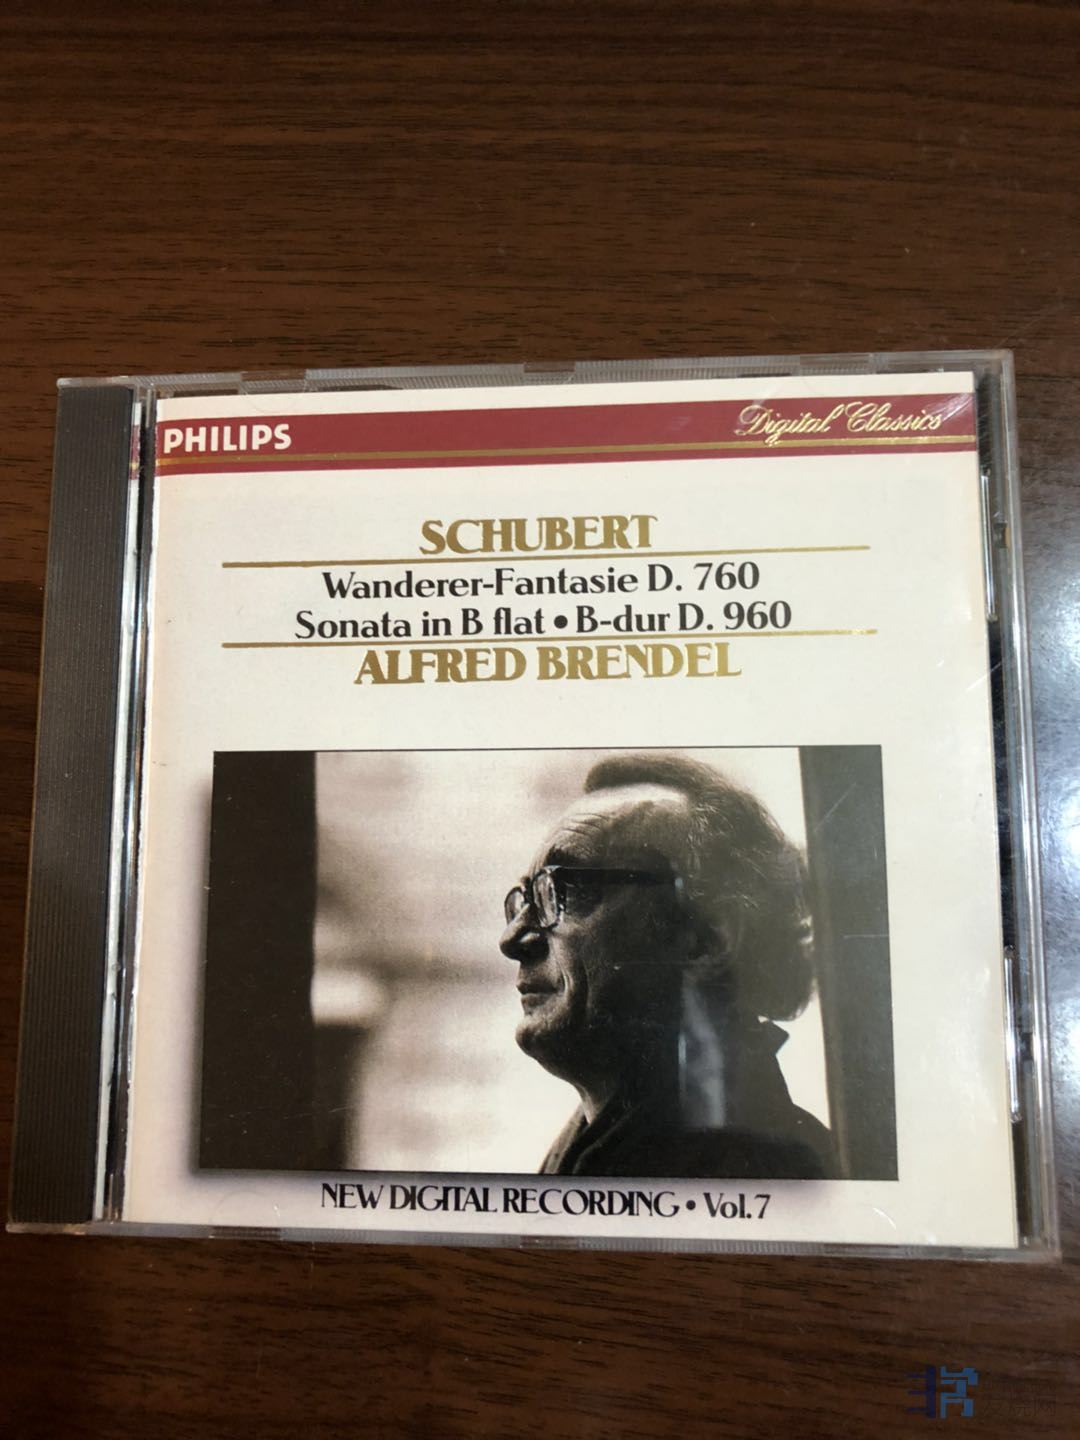 PHILIPS
Digital Classics
SCHUBERT
Wanderer-Fantasie D. 760
Sonata in B flat • B-dur D. 960
ALFRED BRENDEL
NEW DIGITAL RECORDING • Vol. 7